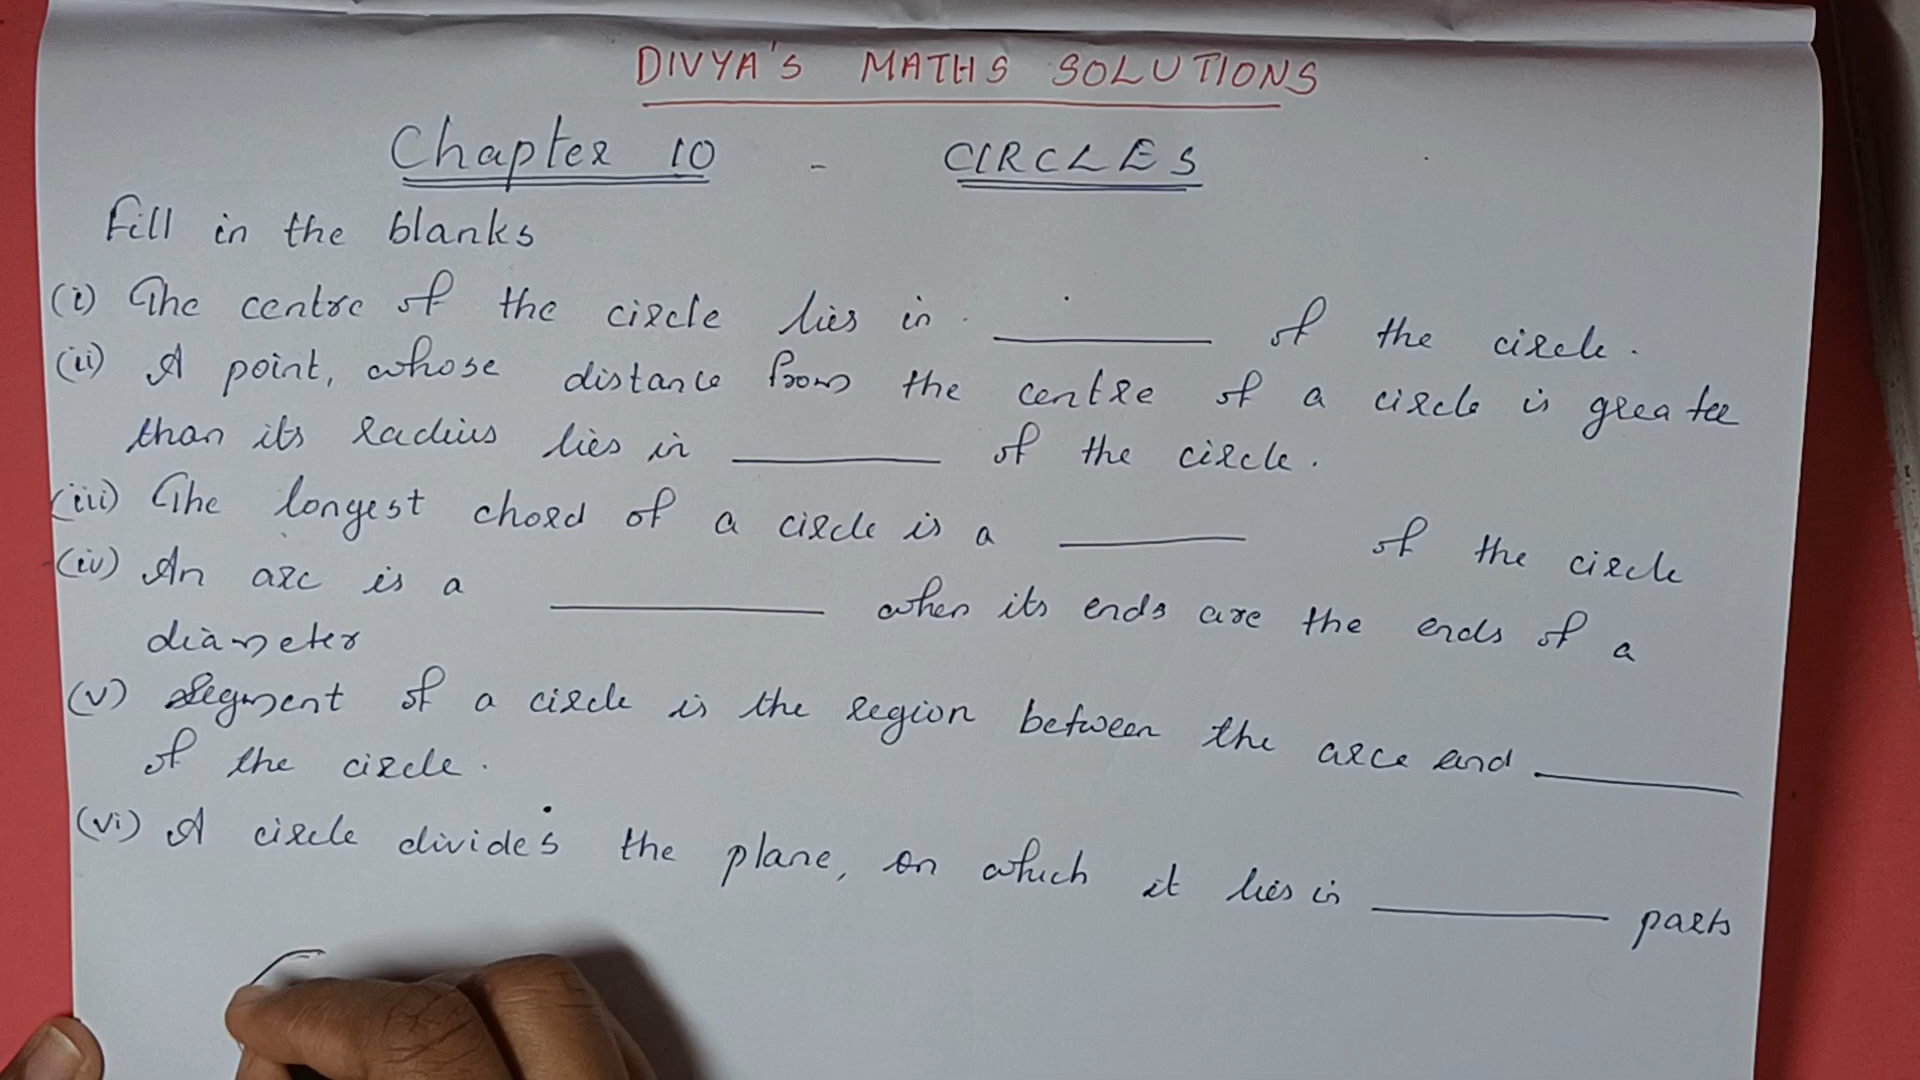 DIVYA'S MATHS SOLUTIONS
Chapter 10 - CIRCLES
Fill in the blanks
(i) The centre of the circle lies in ________ of the circle.
(ii) A point, whose distance from the centre of a circle is greater
than its radius lies in ________ of the circle.
(iii) The longest chord of a circle is a ________ of the circle
(iv) An arc is a ________ when its ends are the ends of a
diameter
(v) Segment of a circle is the region between the arce and ________
of the circle.
(vi) A circle divides the plane, on which it lies in ________ parts